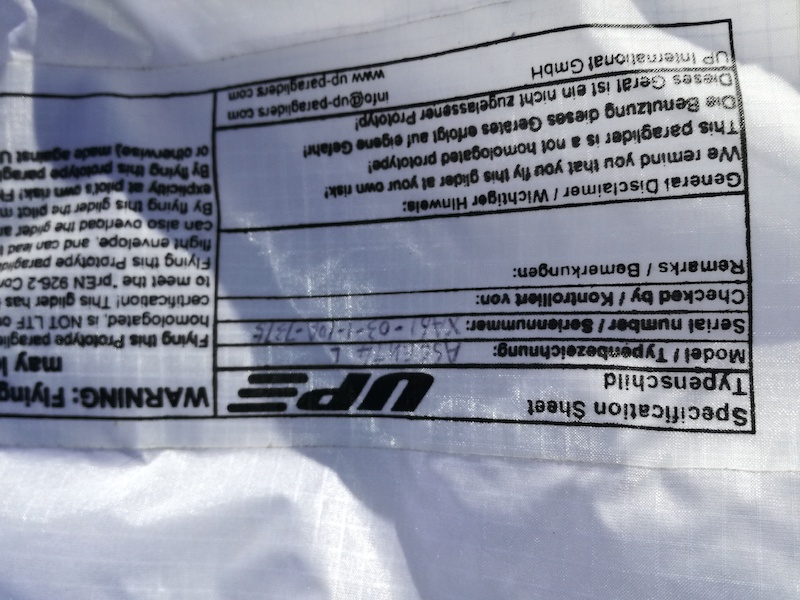 Specification Sheet
Typenschild
UP
Model / Typenbezeichnung: L
Serial number / Seriennummer:
Checked by / Kontrolliert von:
Remarks / Bemerkungen:
General Disclaimer / Wichtiger Hinweis:
We remind you that you fly this glider at your own risk!
This paraglider is a not homologated prototype!
Die Benutzung dieses Gerätes erfolgt auf eigene Gefahr!
Dieses Gerät ist ein nicht zugelassener Prototyp!
UP International GmbH
info@up-paragliders.com
www.up-paragliders.com
WARNING: Flying
may
Flying this Prototype paraglide
homologated, is NOT LTF or
certification! This glider has
to meet the "prEN 926-2 Cor
Flying this Prototype paraglide
flight envelope, and can lead
can also overload the glider ar
By flying this glider the pilot m
explicitly at pilot's own risk!
By flying this prototype parag
or otherwise) made against U